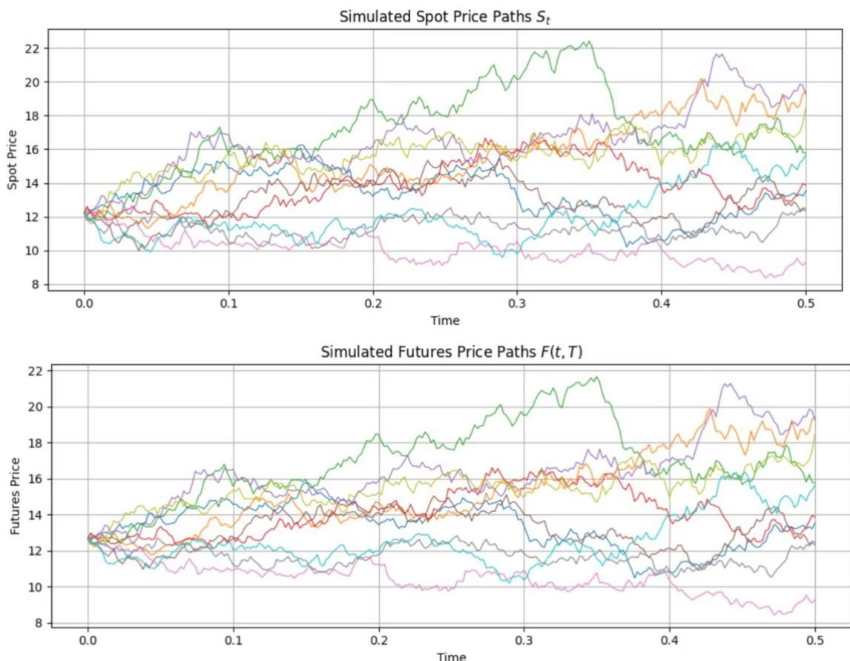 Simulated Spot Price Paths $S_t$
Spot Price
22
20
18
16
14
12
10
8
0.0 0.1 0.2 0.3 0.4 0.5
Time
Simulated Futures Price Paths $F(t, T)$
Futures Price
22
20
18
16
14
12
10
8
0.0 0.1 0.2 0.3 0.4 0.5
Time